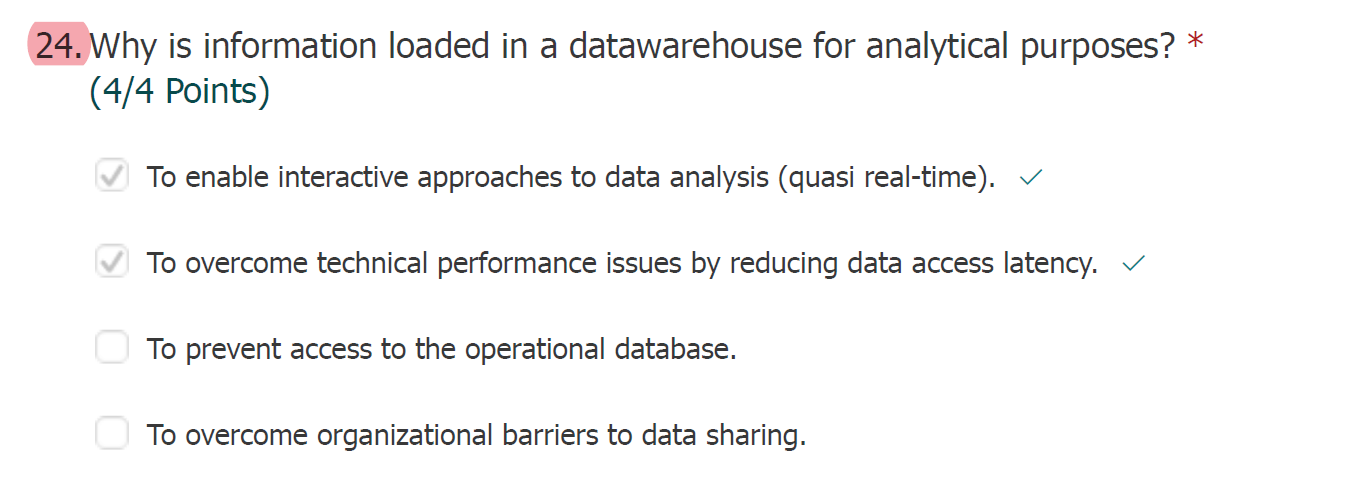 24. Why is information loaded in a datawarehouse for analytical purposes? *
(4/4 Points)
To enable interactive approaches to data analysis (quasi real-time).
To overcome technical performance issues by reducing data access latency.
To prevent access to the operational database.
To overcome organizational barriers to data sharing.